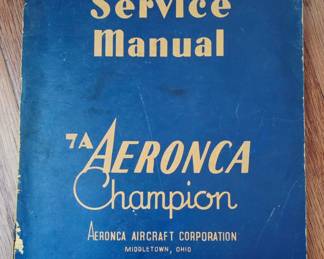 Service
Manual
7A AERONCA
Champion
AERONCA AIRCRAFT CORPORATION
MIDDLETOWN, OHIO